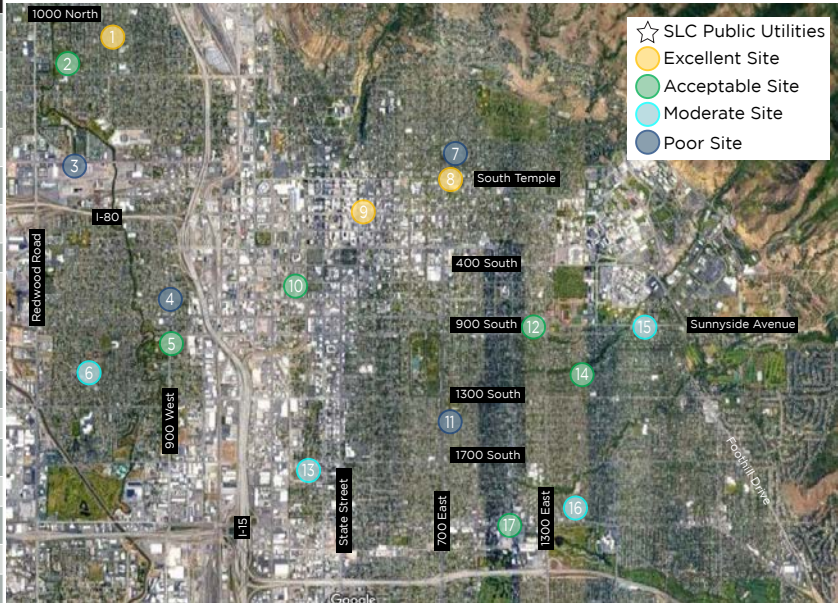 1000 North
SLC Public Utilities
Excellent Site
Acceptable Site
Moderate Site
Poor Site
1
2
3
7
8
South Temple
9
I-80
Redwood Road
400 South
10
4
900 South
12
15
Sunnyside Avenue
5
6
14
900 West
1300 South
11
1700 South
Foothill Drive
13
State Street
700 East
1300 East
16
17
I-15
Google